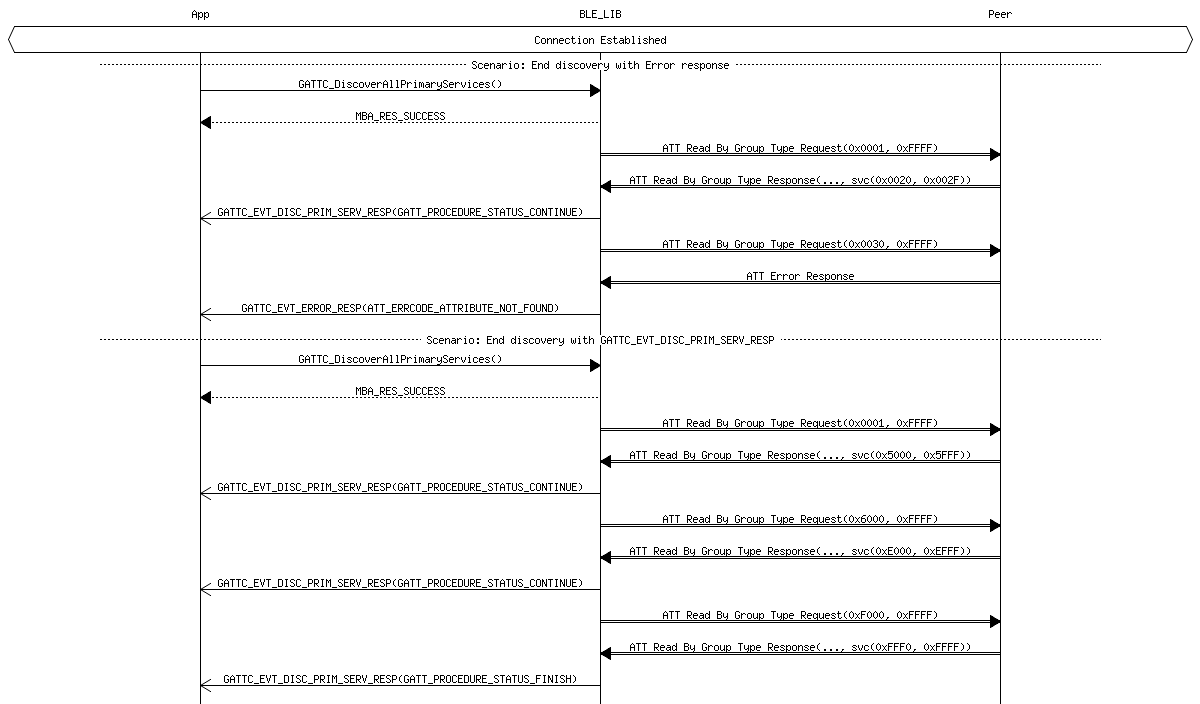 App BLE_LIB Peer
Connection Established
Scenario: End discovery with Error response
GATTC_DiscoverAllPrimaryServices()
MBA_RES_SUCCESS
ATT Read By Group Type Request(0x0001, 0xFFFF)
ATT Read By Group Type Response(..., svc(0x0020, 0x002F))
GATTC_EVT_DISC_PRIM_SERV_RESP(GATT_PROCEDURE_STATUS_CONTINUE)
ATT Read By Group Type Request(0x0030, 0xFFFF)
ATT Error Response
GATTC_EVT_ERROR_RESP(ATT_ERRCODE_ATTRIBUTE_NOT_FOUND)
Scenario: End discovery with GATTC_EVT_DISC_PRIM_SERV_RESP
GATTC_DiscoverAllPrimaryServices()
MBA_RES_SUCCESS
ATT Read By Group Type Request(0x0001, 0xFFFF)
ATT Read By Group Type Response(..., svc(0x5000, 0x5FFF))
GATTC_EVT_DISC_PRIM_SERV_RESP(GATT_PROCEDURE_STATUS_CONTINUE)
ATT Read By Group Type Request(0x6000, 0xFFFF)
ATT Read By Group Type Response(..., svc(0xE000, 0xEFFF))
GATTC_EVT_DISC_PRIM_SERV_RESP(GATT_PROCEDURE_STATUS_CONTINUE)
ATT Read By Group Type Request(0xF000, 0xFFFF)
ATT Read By Group Type Response(..., svc(0xFFF0, 0xFFFF))
GATTC_EVT_DISC_PRIM_SERV_RESP(GATT_PROCEDURE_STATUS_FINISH)